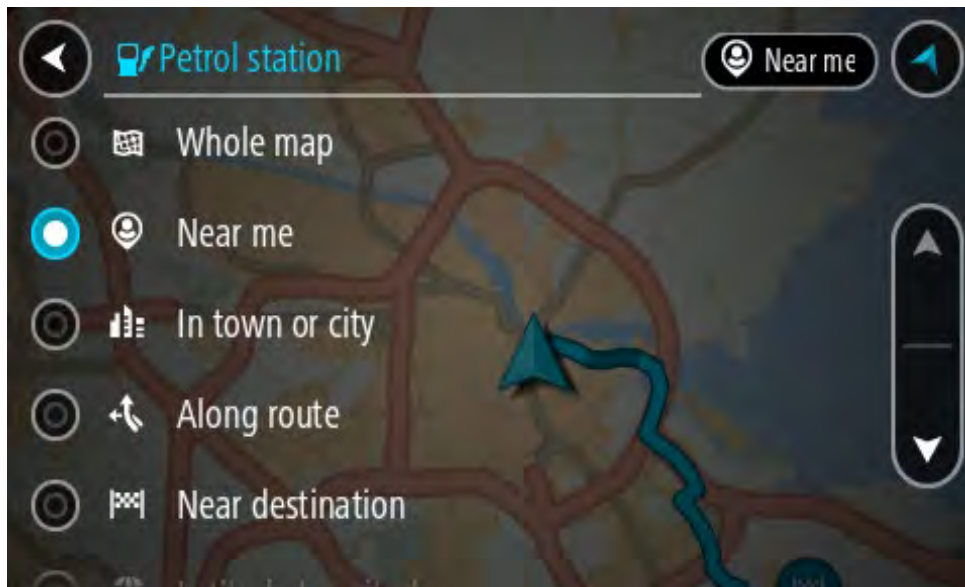 Petrol station
Near me
Whole map
Near me
In town or city
Along route
Near destination